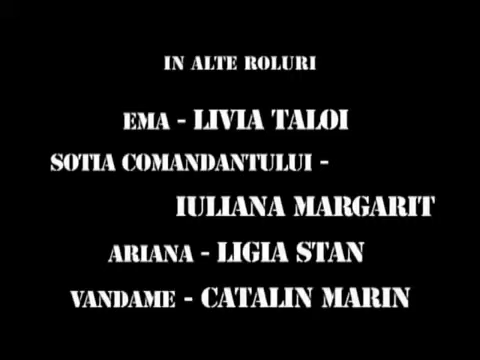 IN ALTE ROLURI
EMA - LIVIA TALOI
SOTIA COMANDANTULUI -
IULIANA MARGARIT
ARIANA - LIGIA STAN
VANDAME - CATALIN MARIN